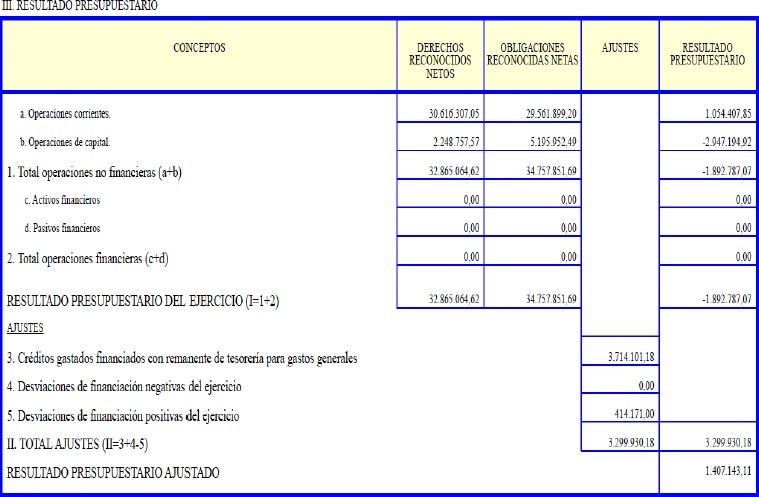 III. RESULTADO PRESUPUESTARIO
CONCEPTOS DERECHOS RECONOCIDOS NETOS OBLIGACIONES RECONOCIDAS NETAS AJUSTES RESULTADO PRESUPUESTARIO
a. Operaciones corrientes. 30.616.307,05 29.561.899,20 1.054.407,85
b. Operaciones de capital. 2.248.757,57 5.195.952,49 -2.947.194,92
1. Total operaciones no financieras (a+b) 32.865.064,62 34.757.851,69 -1.892.787,07
c. Activos financieros 0,00 0,00 0,00
d. Pasivos financieros 0,00 0,00 0,00
2. Total operaciones financieras (c+d) 0,00 0,00 0,00
RESULTADO PRESUPUESTARIO DEL EJERCICIO (I=1+2) 32.865.064,62 34.757.851,69 -1.892.787,07
AJUSTES
3. Créditos gastados financiados con remanente de tesorería para gastos generales 3.714.101,18
4. Desviaciones de financiación negativas del ejercicio 0,00
5. Desviaciones de financiación positivas del ejercicio 414.171,00
II. TOTAL AJUSTES (II=3+4-5) 3.299.930,18 3.299.930,18
RESULTADO PRESUPUESTARIO AJUSTADO 1.407.143,11